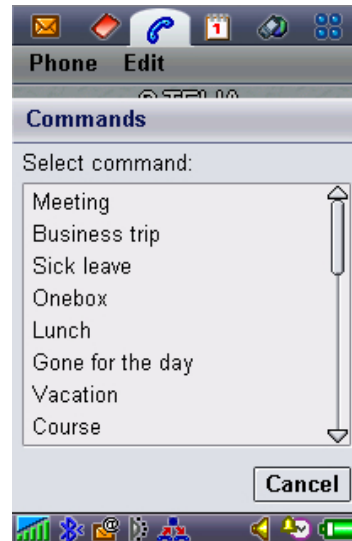 1
Phone Edit
Commands
Select command:
Meeting
Business trip
Sick leave
Onebox
Lunch
Gone for the day
Vacation
Course
Cancel